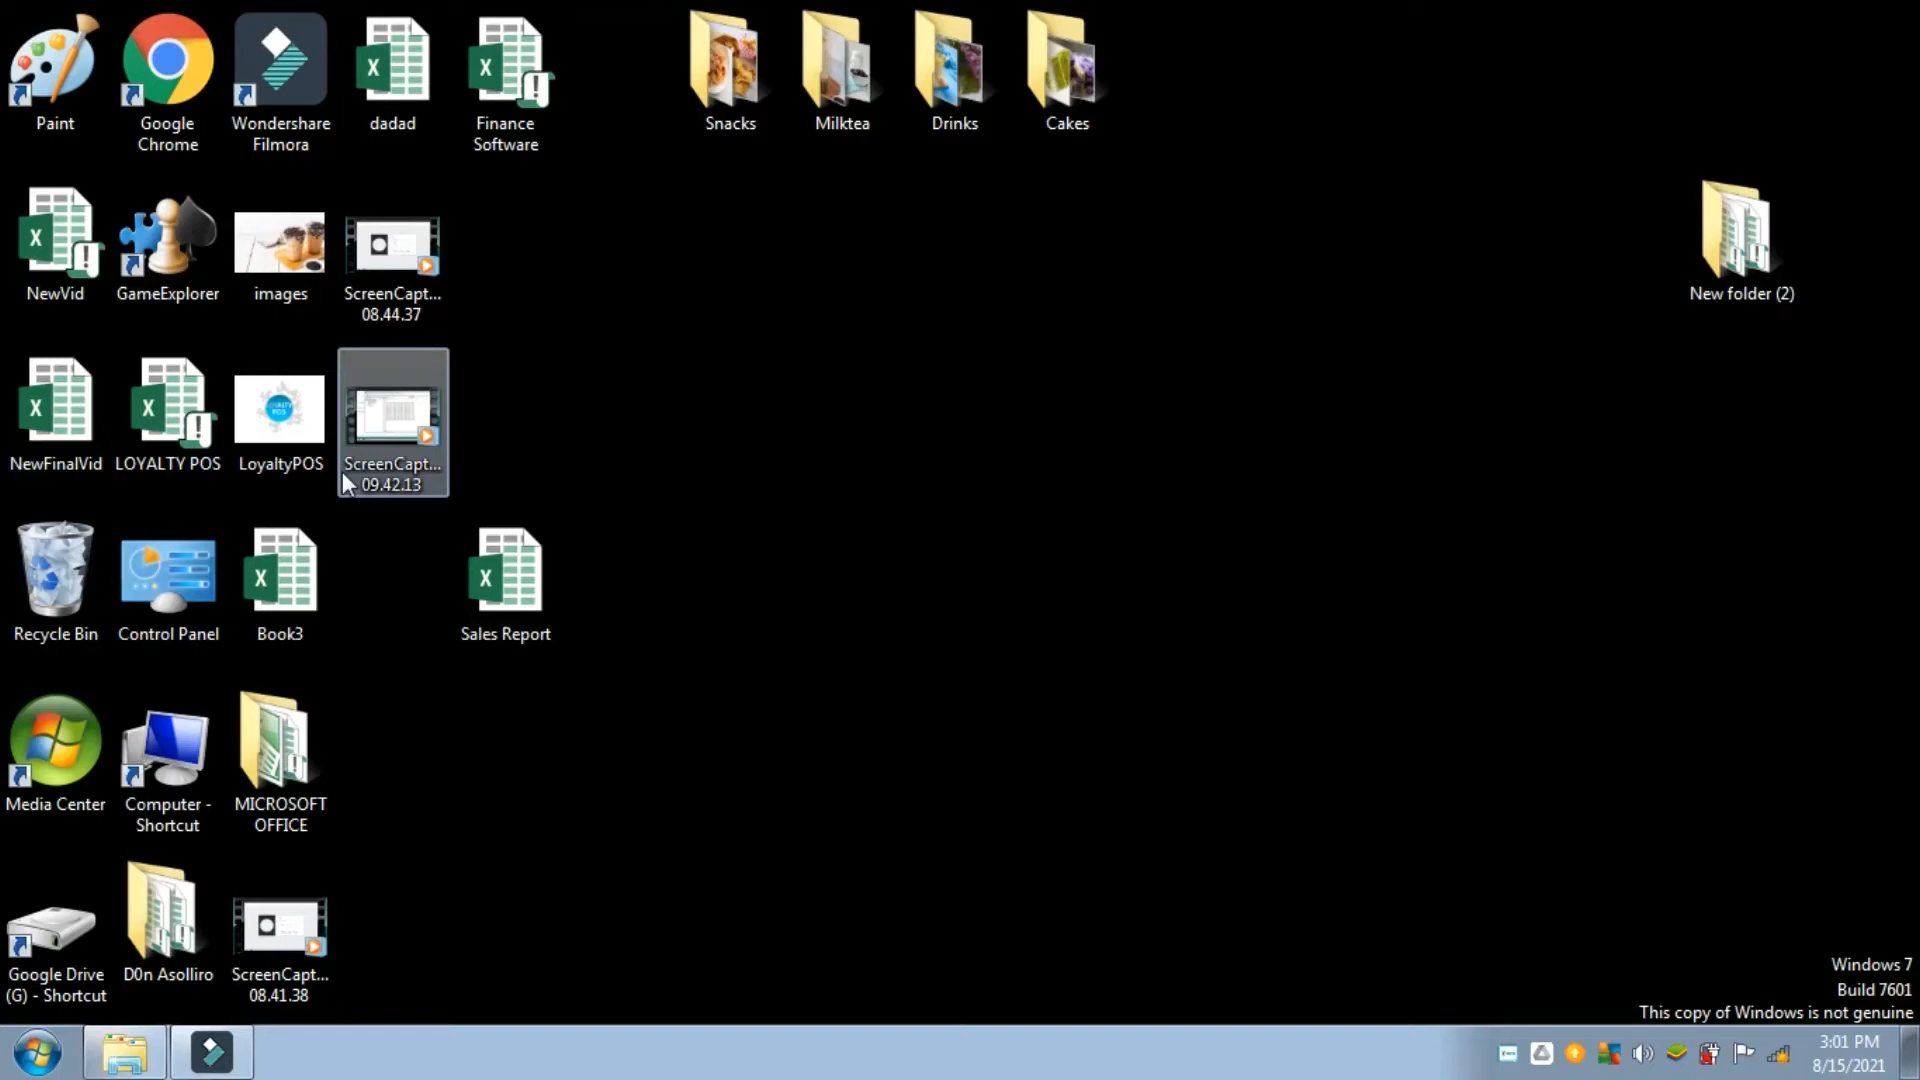 Paint
Google
Chrome
Wondershare
Filmora
dadad
Finance
Software
Snacks
Milktea
Drinks
Cakes
NewVid
GameExplorer
images
ScreenCapt...
08.44.37
New folder (2)
NewFinalVid
LOYALTY POS
LoyaltyPOS
ScreenCapt...
09.42.13
Recycle Bin
Control Panel
Book3
Sales Report
Media Center
Computer -
Shortcut
MICROSOFT
OFFICE
Google Drive
(G) - Shortcut
D0n Asolliro
ScreenCapt...
08.41.38
Windows 7
Build 7601
This copy of Windows is not genuine
3:01 PM
8/15/2021